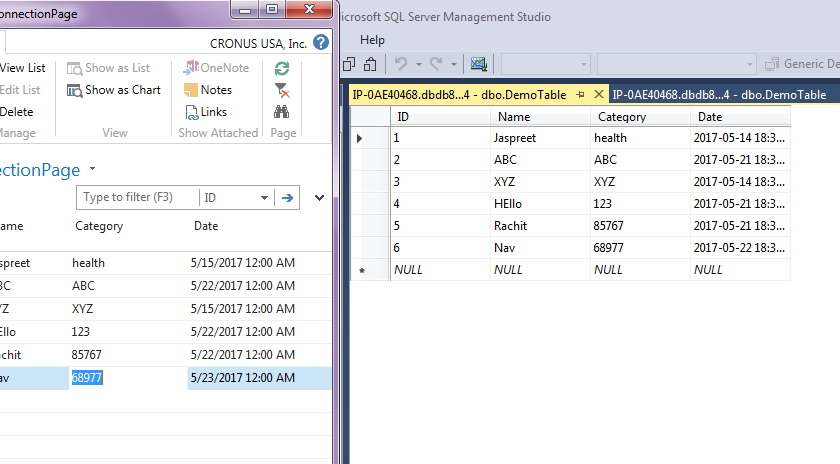 onnectionPage
CRONUS USA, Inc.
View List
Show as List
OneNote
Edit List
Show as Chart
Notes
Delete
Links
Manage
View
Show Attached
Page
ectionPage
Type to filter (F3)
ID
ame
Category
Date
aspreet
health
5/15/2017 12:00 AM
BC
ABC
5/22/2017 12:00 AM
YZ
XYZ
5/15/2017 12:00 AM
Ello
123
5/22/2017 12:00 AM
achit
85767
5/22/2017 12:00 AM
av
68977
5/23/2017 12:00 AM
icrosoft SQL Server Management Studio
Help
Generic De
IP-0AE40468.dbdb8...4 - dbo.DemoTable
IP-0AE40468.dbdb8...4 - dbo.DemoTable
ID
Name
Category
Date
1
Jaspreet
health
2017-05-14 18:3...
2
ABC
ABC
2017-05-21 18:3...
3
XYZ
XYZ
2017-05-14 18:3...
4
HEllo
123
2017-05-21 18:3...
5
Rachit
85767
2017-05-21 18:3...
6
Nav
68977
2017-05-22 18:3...
NULL
NULL
NULL
NULL